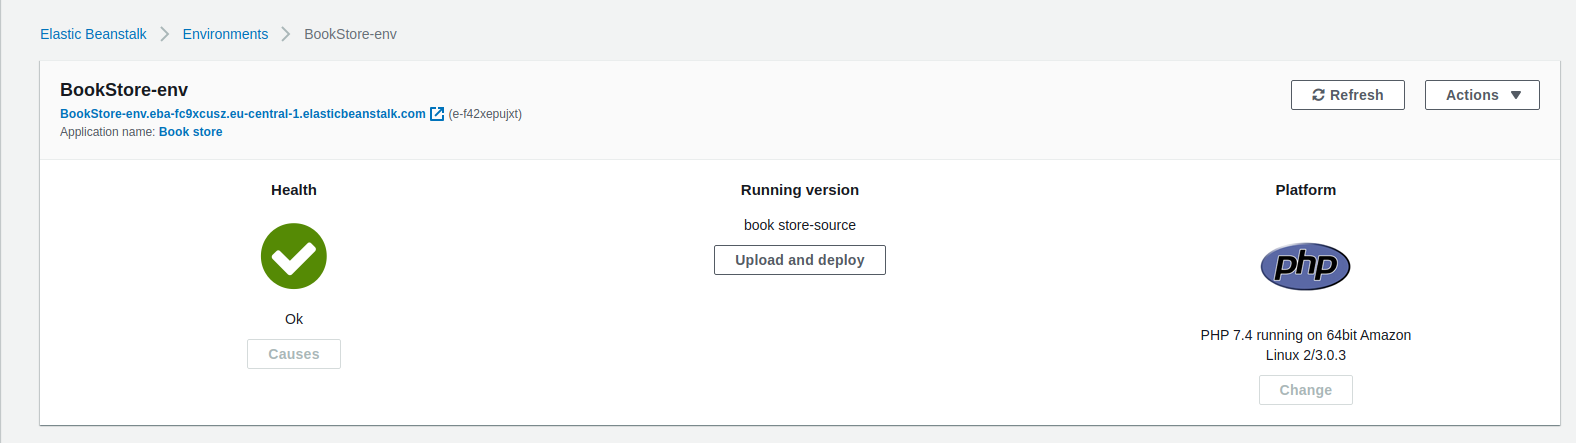 Elastic Beanstalk > Environments > BookStore-env
BookStore-env
BookStore-env.eba-fc9xcusz.eu-central-1.elasticbeanstalk.com (e-f42xepujxt)
Application name: Book store
Refresh
Actions
Health
Ok
Causes
Running version
book store-source
Upload and deploy
Platform
php
PHP 7.4 running on 64bit Amazon
Linux 2/3.0.3
Change